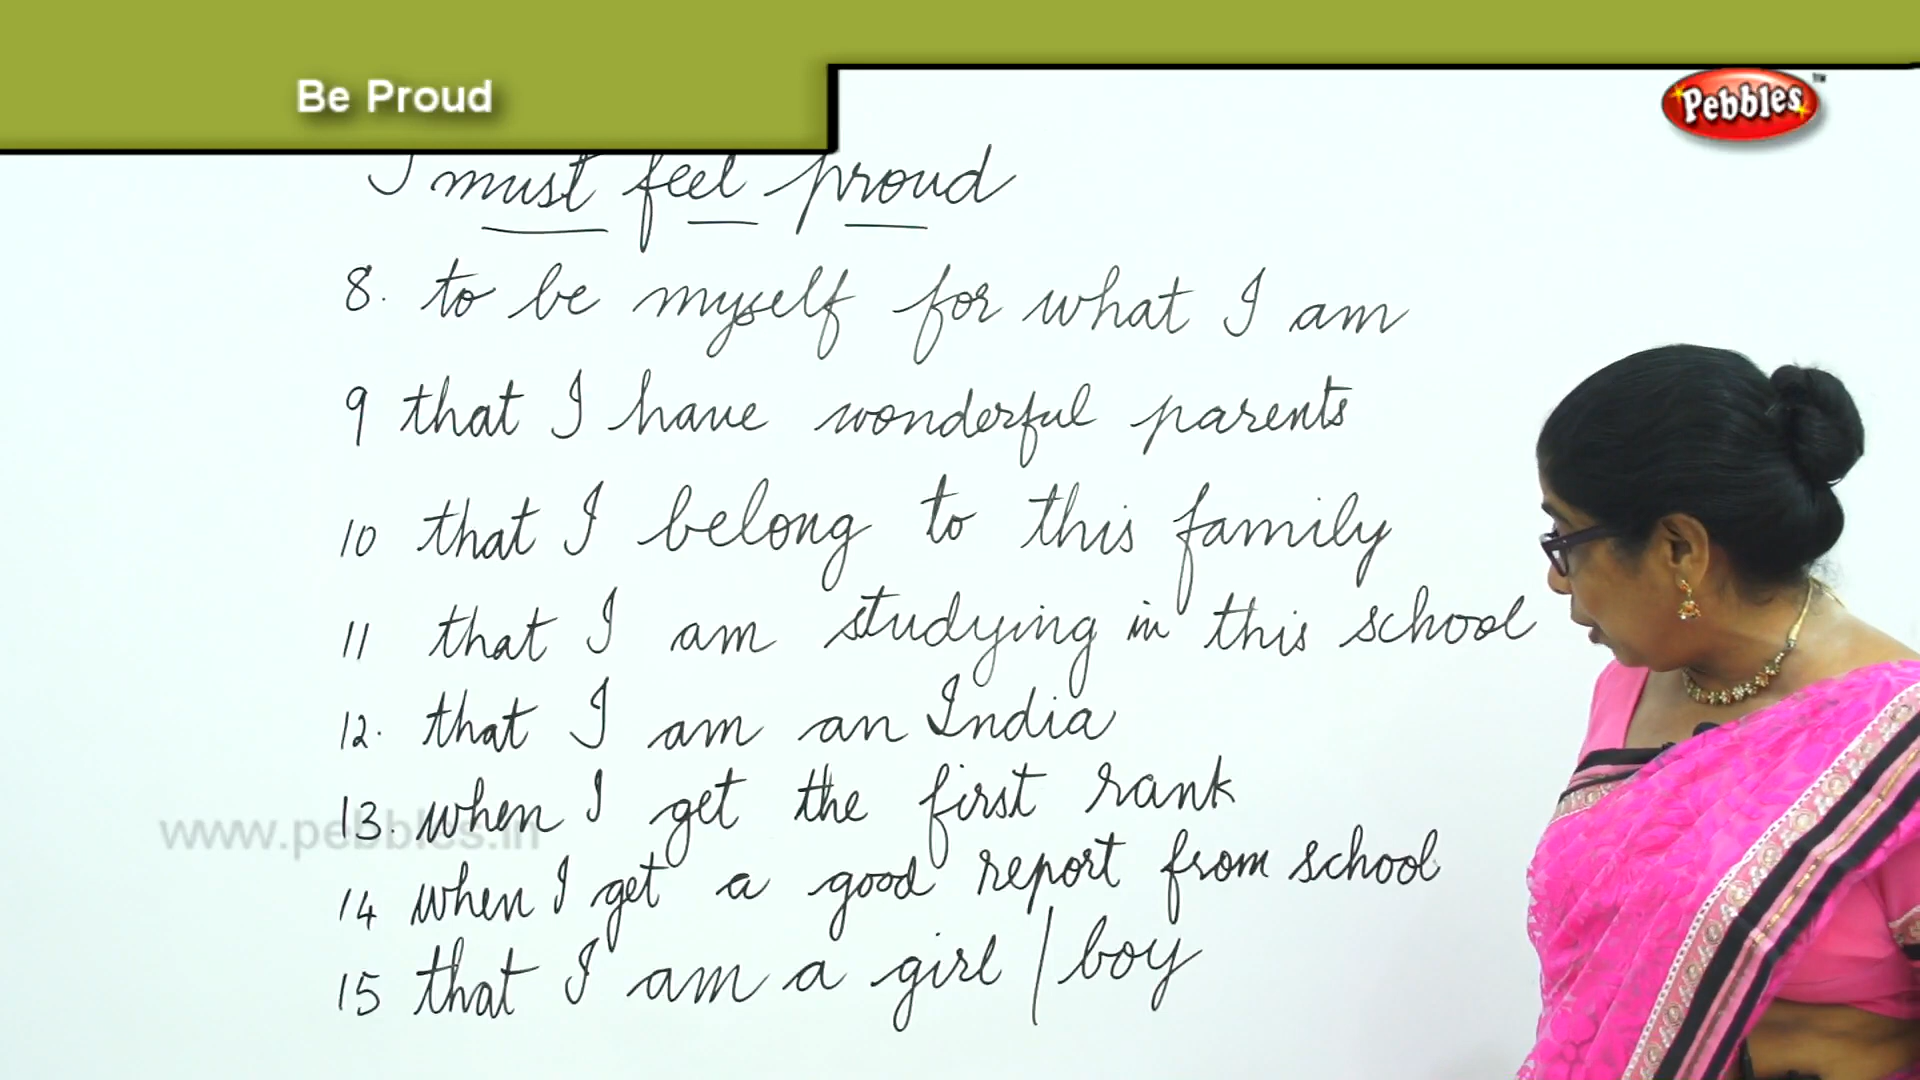 Be Proud
Pebbles™
I must feel proud
8. to be myself for what I am
9 that I have wonderful parents
10 that I belong to this family
11 that I am studying in this school
12. that I am an India
13. when I get the first rank
www.pebbles.in
14 when I get a good report from school
15 that I am a girl / boy